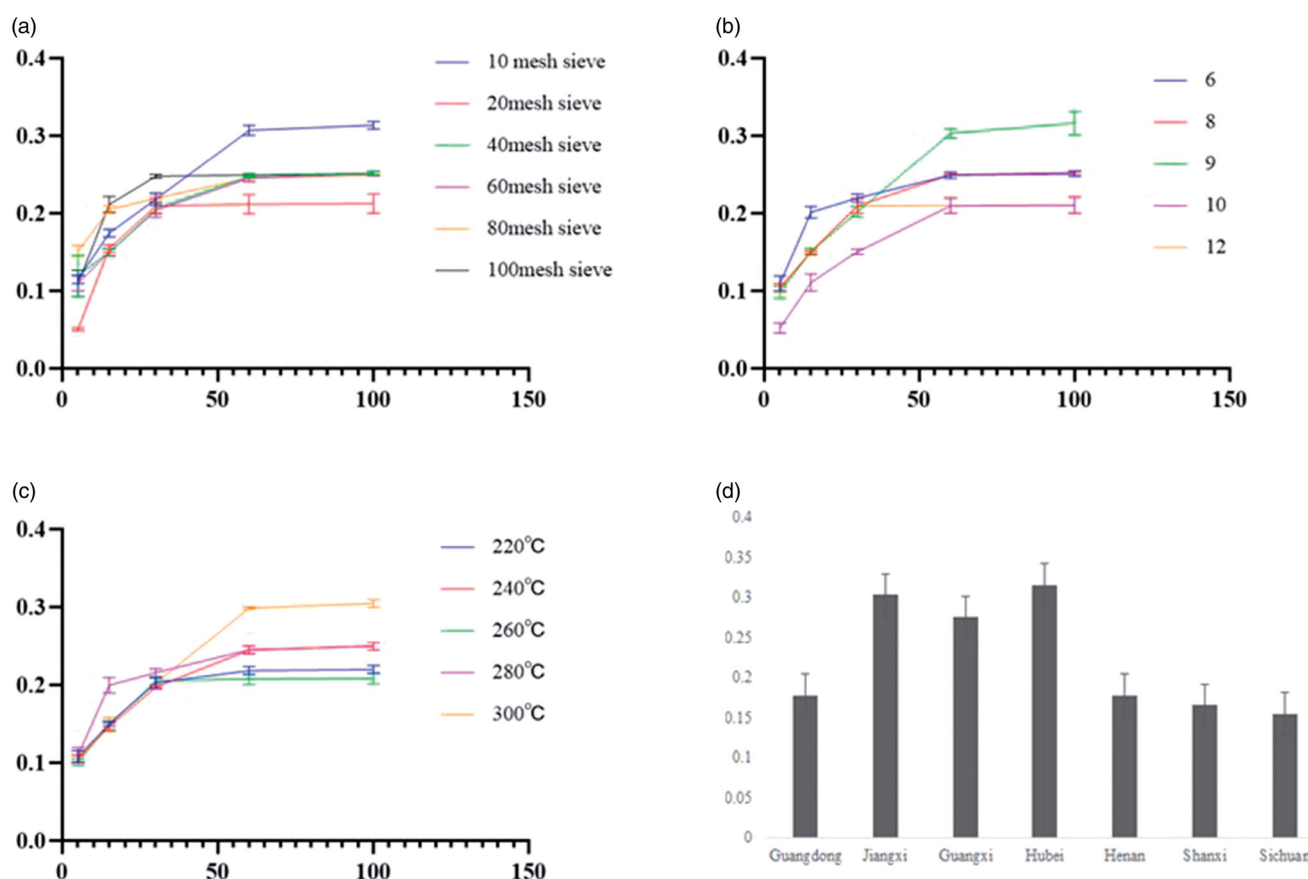 (a)
0.4
0.3
0.2
0.1
0.0
0
50
100
150
10 mesh sieve
20mesh sieve
40mesh sieve
60mesh sieve
80mesh sieve
100mesh sieve
(b)
0.4
0.3
0.2
0.1
0.0
0
50
100
150
6
8
9
10
12
(c)
0.4
0.3
0.2
0.1
0.0
0
50
100
150
220℃
240℃
260℃
280℃
300℃
(d)
0.4
0.35
0.3
0.25
0.2
0.15
0.1
0.05
0
Guangdong
Jiangxi
Guangxi
Hubei
Henan
Shanxi
Sichuan